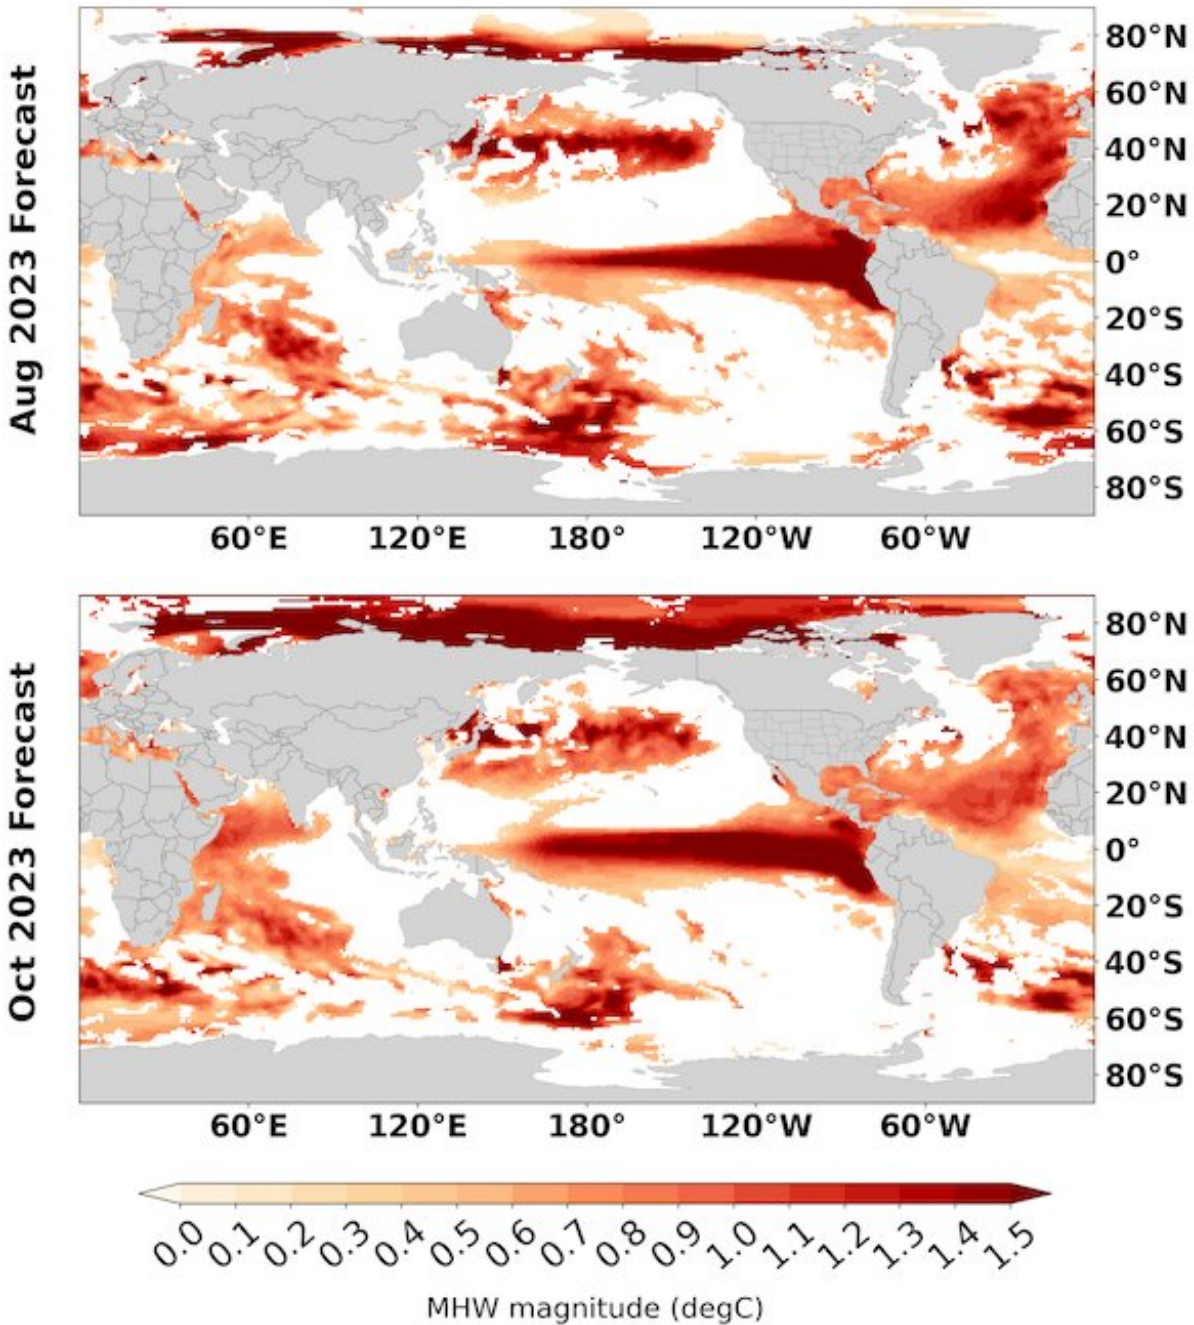 Aug 2023 Forecast
80°N
60°N
40°N
20°N
0°
20°S
40°S
60°S
80°S
60°E 120°E 180° 120°W 60°W
Oct 2023 Forecast
80°N
60°N
40°N
20°N
0°
20°S
40°S
60°S
80°S
60°E 120°E 180° 120°W 60°W
0.0 0.1 0.2 0.3 0.4 0.5 0.6 0.7 0.8 0.9 1.0 1.1 1.2 1.3 1.4 1.5
MHW magnitude (degC)